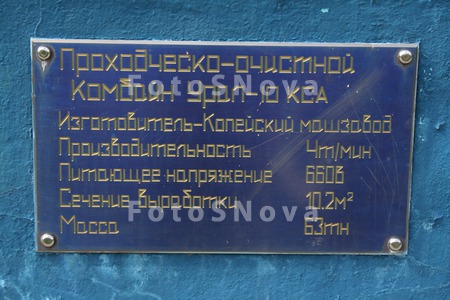 Проходческо-очистной
Комбайн Урал 10 КСА
Изготовитель-Копейский машзавод
Производительность 4т/мин
Питающее напряжение 660в
Сечение выработки 10.2м²
Масса 63тн
FotoSNova
FotoSNova